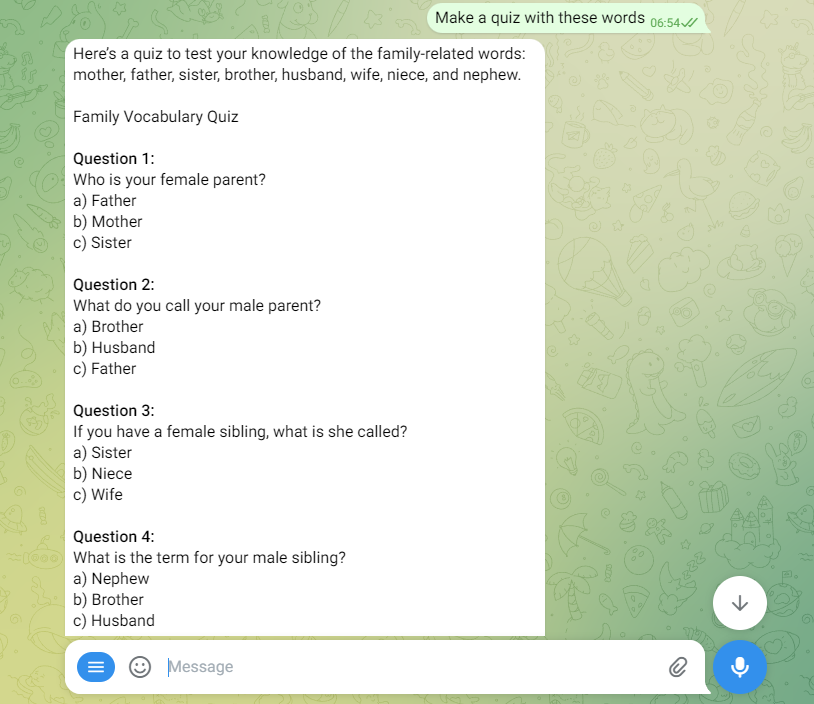 Make a quiz with these words 06:54
Here's a quiz to test your knowledge of the family-related words:
mother, father, sister, brother, husband, wife, niece, and nephew.
Family Vocabulary Quiz
Question 1:
Who is your female parent?
a) Father
b) Mother
c) Sister
Question 2:
What do you call your male parent?
a) Brother
b) Husband
c) Father
Question 3:
If you have a female sibling, what is she called?
a) Sister
b) Niece
c) Wife
Question 4:
What is the term for your male sibling?
a) Nephew
b) Brother
c) Husband
Message